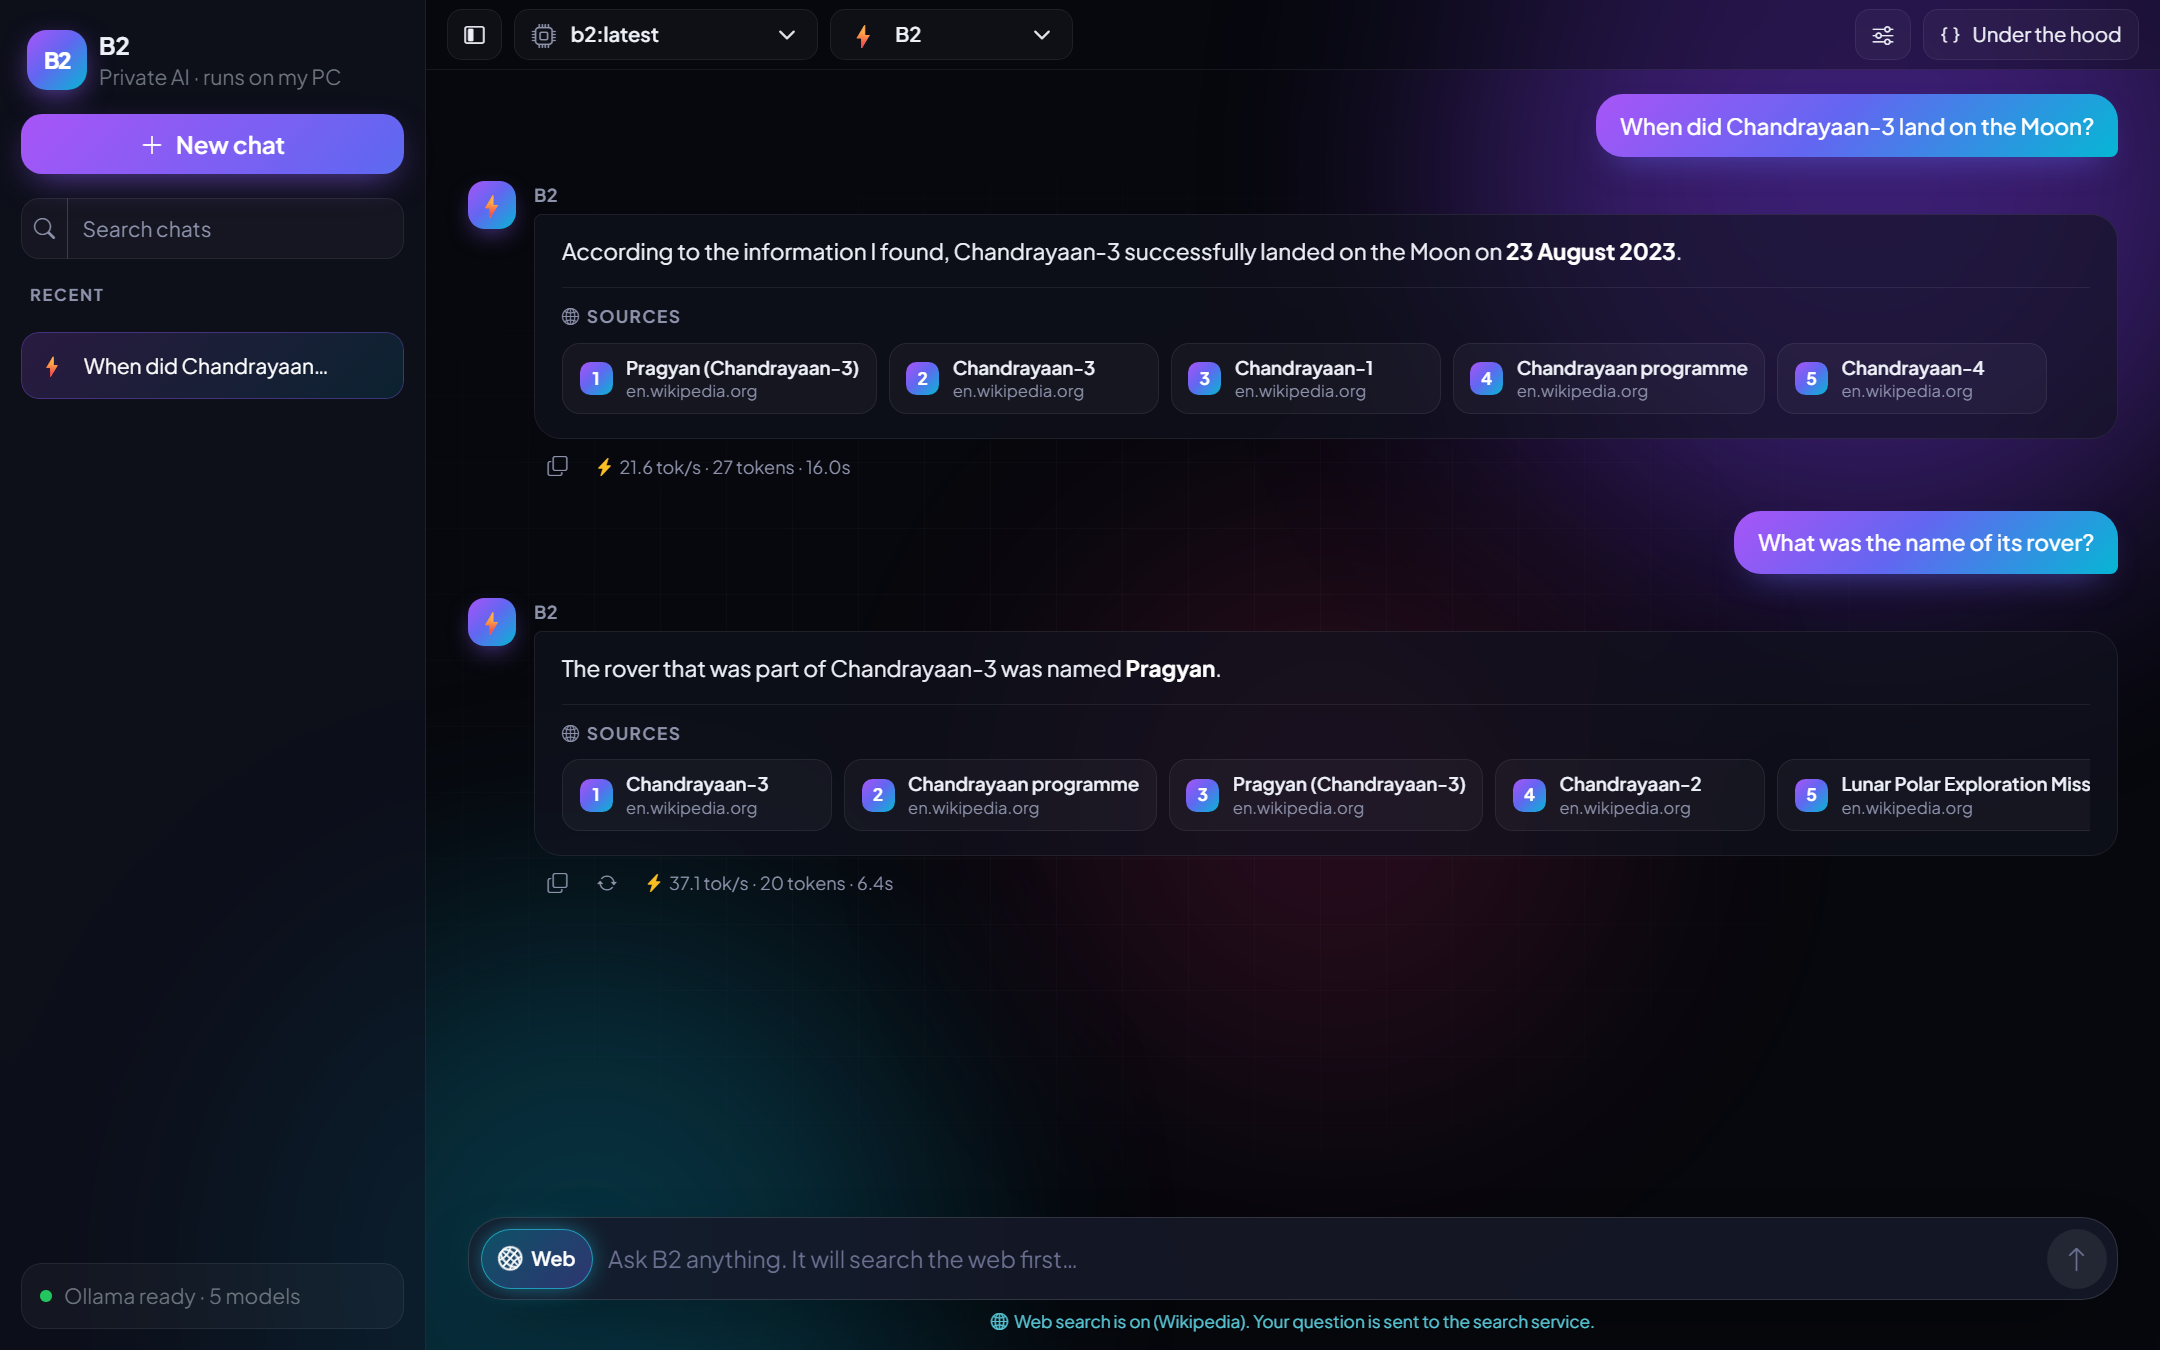 B2
B2
Private AI · runs on my PC
New chat
Search chats
RECENT
When did Chandrayaan...
Ollama ready · 5 models
b2:latest
B2
{ } Under the hood
When did Chandrayaan-3 land on the Moon?
B2
According to the information I found, Chandrayaan-3 successfully landed on the Moon on 23 August 2023.
SOURCES
1 Pragyan (Chandrayaan-3)
en.wikipedia.org
2 Chandrayaan-3
en.wikipedia.org
3 Chandrayaan-1
en.wikipedia.org
4 Chandrayaan programme
en.wikipedia.org
5 Chandrayaan-4
en.wikipedia.org
21.6 tok/s · 27 tokens · 16.0s
What was the name of its rover?
B2
The rover that was part of Chandrayaan-3 was named Pragyan.
SOURCES
1 Chandrayaan-3
en.wikipedia.org
2 Chandrayaan programme
en.wikipedia.org
3 Pragyan (Chandrayaan-3)
en.wikipedia.org
4 Chandrayaan-2
en.wikipedia.org
5 Lunar Polar Exploration Miss
en.wikipedia.org
37.1 tok/s · 20 tokens · 6.4s
Web
Ask B2 anything. It will search the web first...
Web search is on (Wikipedia). Your question is sent to the search service.